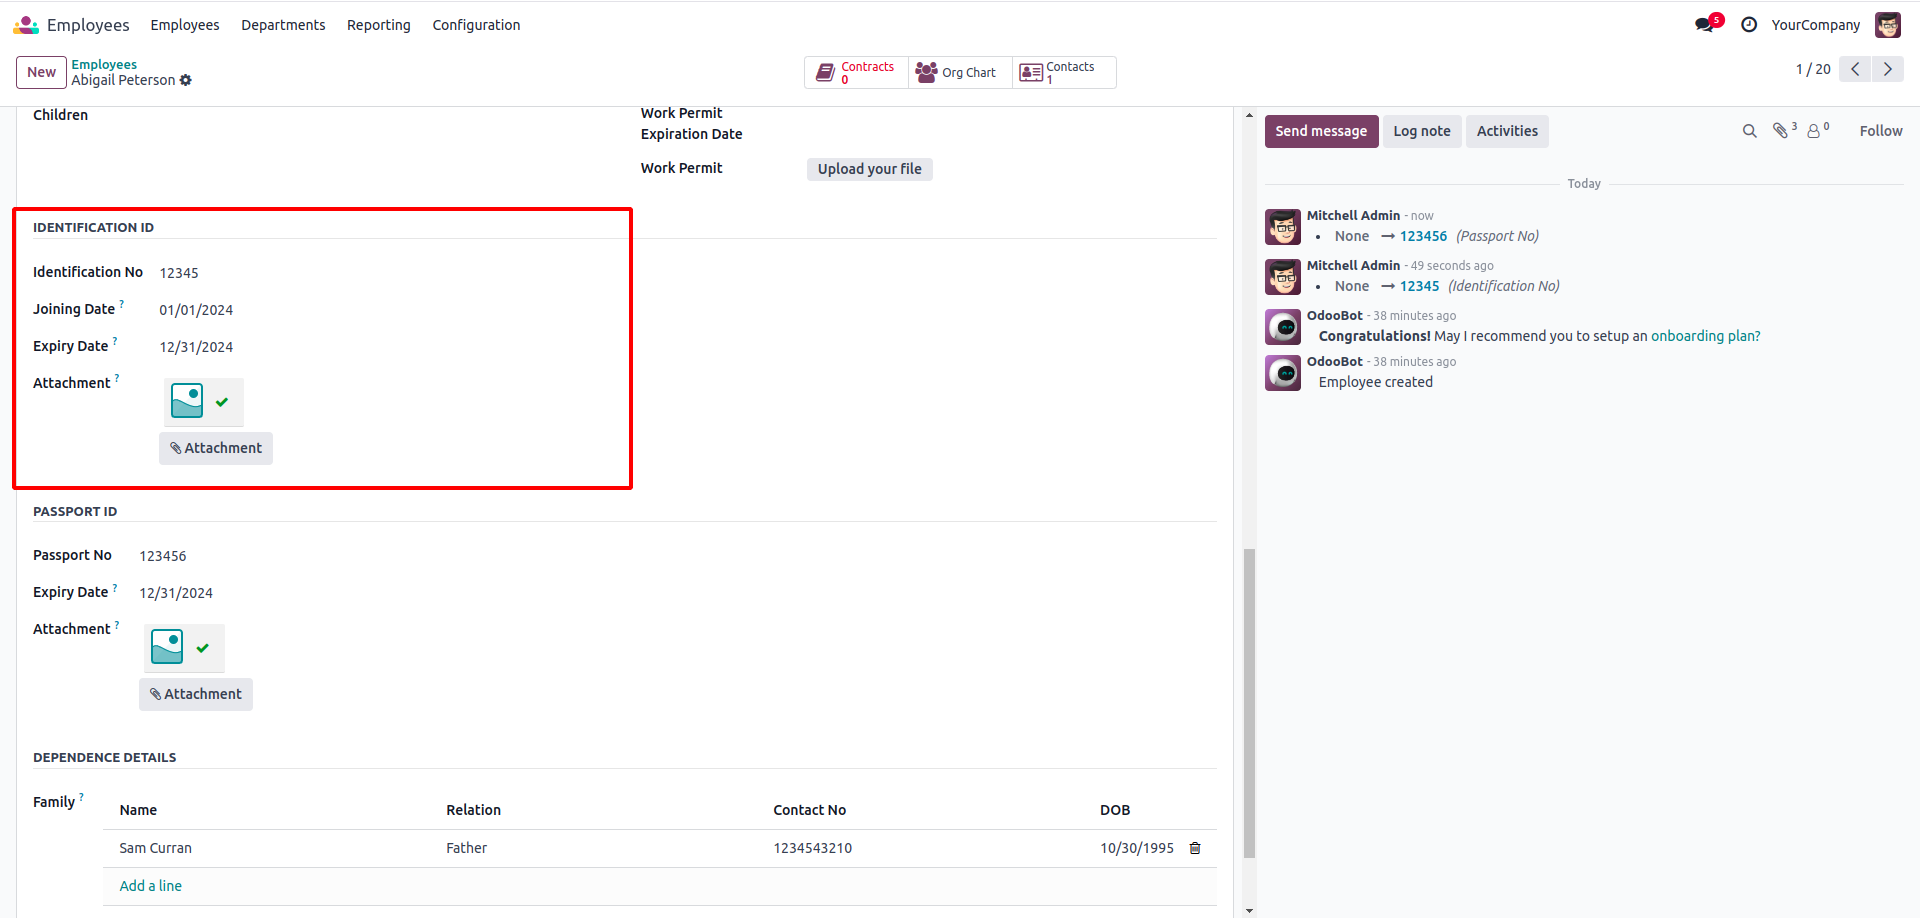 Employees Employees Departments Reporting Configuration 5 YourCompany
New Employees
Abigail Peterson
Contracts
0
Org Chart
Contacts
1
1 / 20
Children
Work Permit
Expiration Date
Work Permit Upload your file
IDENTIFICATION ID
Identification No 12345
Joining Date ? 01/01/2024
Expiry Date ? 12/31/2024
Attachment ?
Attachment
PASSPORT ID
Passport No 123456
Expiry Date ? 12/31/2024
Attachment ?
Attachment
DEPENDENCE DETAILS
Family ?
Name Relation Contact No DOB
Sam Curran Father 1234543210 10/30/1995
Add a line
Send message Log note Activities 3 0 Follow
Today
Mitchell Admin - now
• None → 123456 (Passport No)
Mitchell Admin - 49 seconds ago
• None → 12345 (Identification No)
OdooBot - 38 minutes ago
Congratulations! May I recommend you to setup an onboarding plan?
OdooBot - 38 minutes ago
Employee created